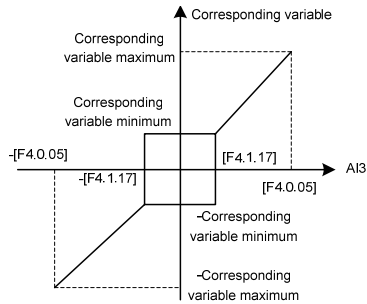 Corresponding variable
Corresponding
variable maximum
Corresponding
variable minimum
-[F4.0.05]
-[F4.1.17]
[F4.1.17]
AI3
[F4.0.05]
-Corresponding
variable minimum
-Corresponding
variable maximum